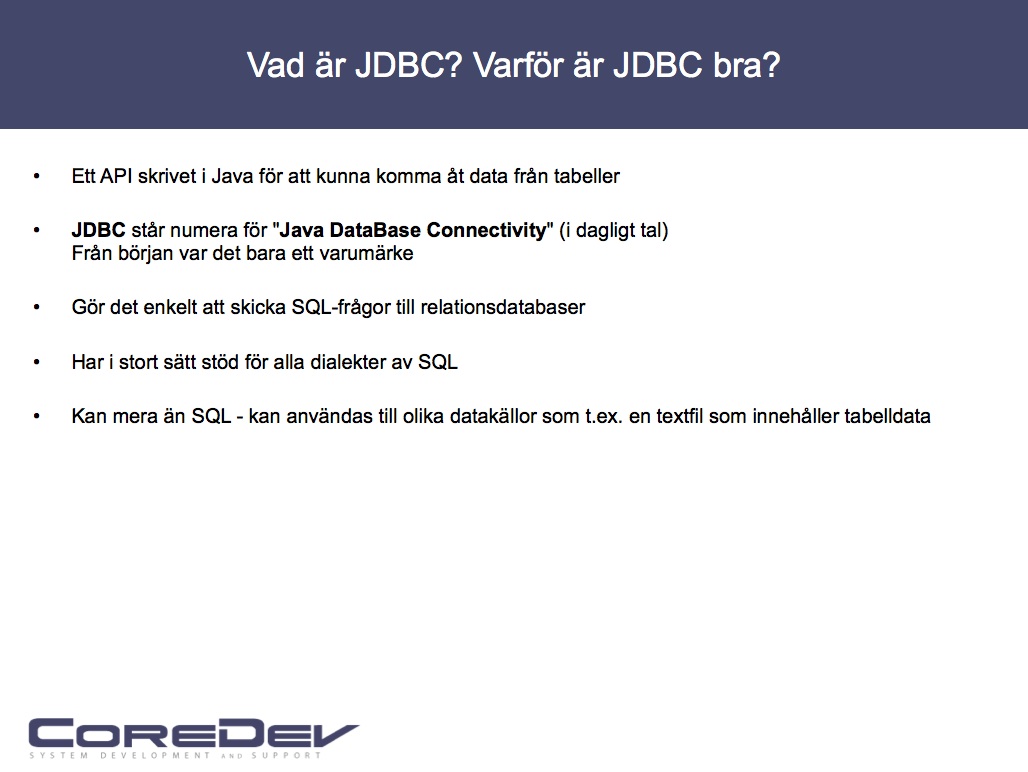 Vad är JDBC? Varför är JDBC bra?
• Ett API skrivet i Java för att kunna komma åt data från tabeller
• JDBC står numera för "Java DataBase Connectivity" (i dagligt tal)
Från början var det bara ett varumärke
• Gör det enkelt att skicka SQL-frågor till relationsdatabaser
• Har i stort sätt stöd för alla dialekter av SQL
• Kan mera än SQL - kan användas till olika datakällor som t.ex. en textfil som innehåller tabelldata
COREDEV
SYSTEM DEVELOPMENT AND SUPPORT